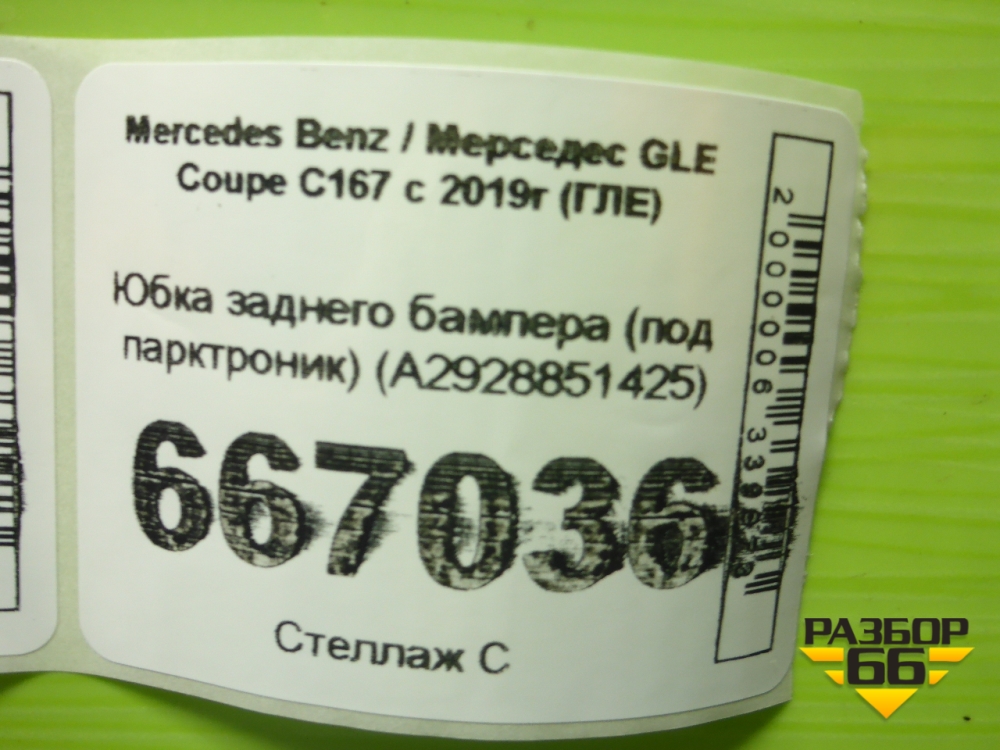 Mercedes Benz / Мерседес GLE
Coupe C167 с 2019г (ГЛЕ)
Юбка заднего бампера (под
парктроник) (A2928851425)
667036
Стеллаж С
РАЗБОР
66